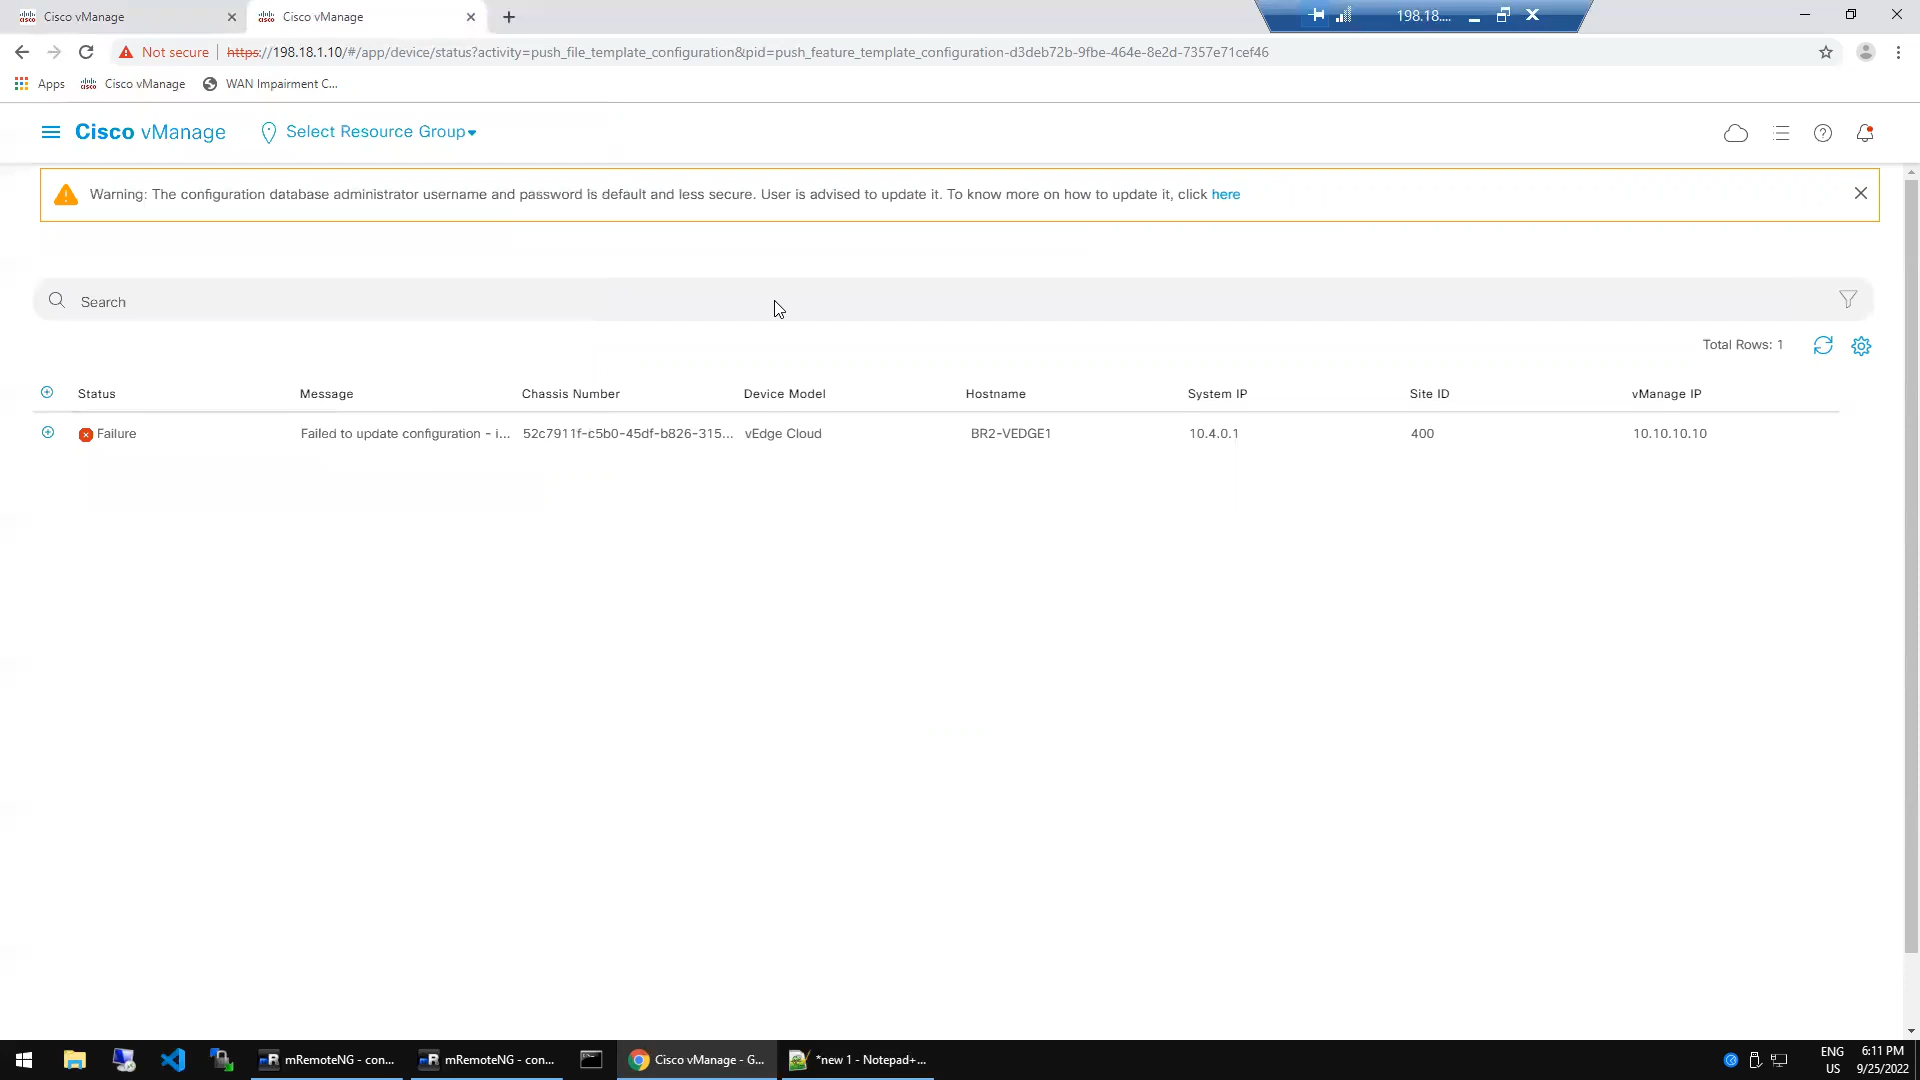 Cisco vManage
Cisco vManage
198.18....
Not secure
https://198.18.1.10/#/app/device/status?activity=push_file_template_configuration&pid=push_feature_template_configuration-d3deb72b-9fbe-464e-8e2d-7357e71cef46
Apps
Cisco vManage
WAN Impairment C...
Cisco vManage
Select Resource Group
Warning: The configuration database administrator username and password is default and less secure. User is advised to update it. To know more on how to update it, click here
Search
Total Rows: 1
Status Message Chassis Number Device Model Hostname System IP Site ID vManage IP
Failure Failed to update configuration - i... 52c7911f-c5b0-45df-b826-315... vEdge Cloud BR2-VEDGE1 10.4.0.1 400 10.10.10.10
mRemoteNG - con...
mRemoteNG - con...
Cisco vManage - G...
*new 1 - Notepad+...
ENG
US
6:11 PM
9/25/2022